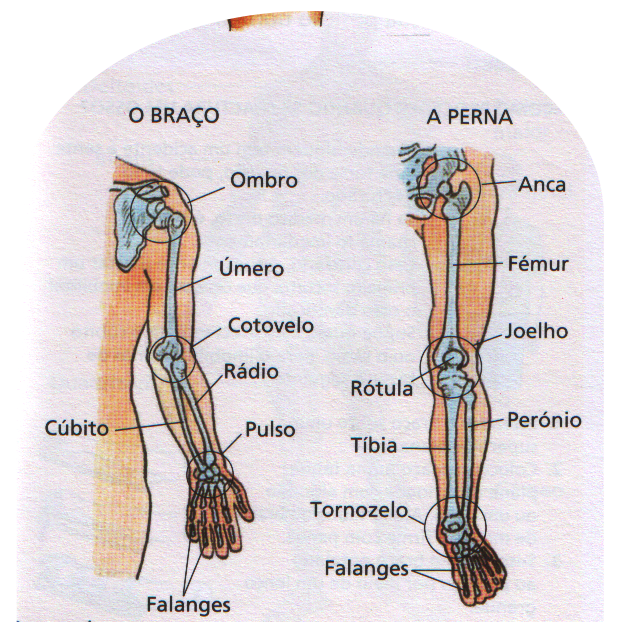 O BRAÇO
Ombro
Úmero
Cotovelo
Rádio
Cúbito
Pulso
Falanges
A PERNA
Anca
Fémur
Joelho
Rótula
Perónio
Tíbia
Tornozelo
Falanges